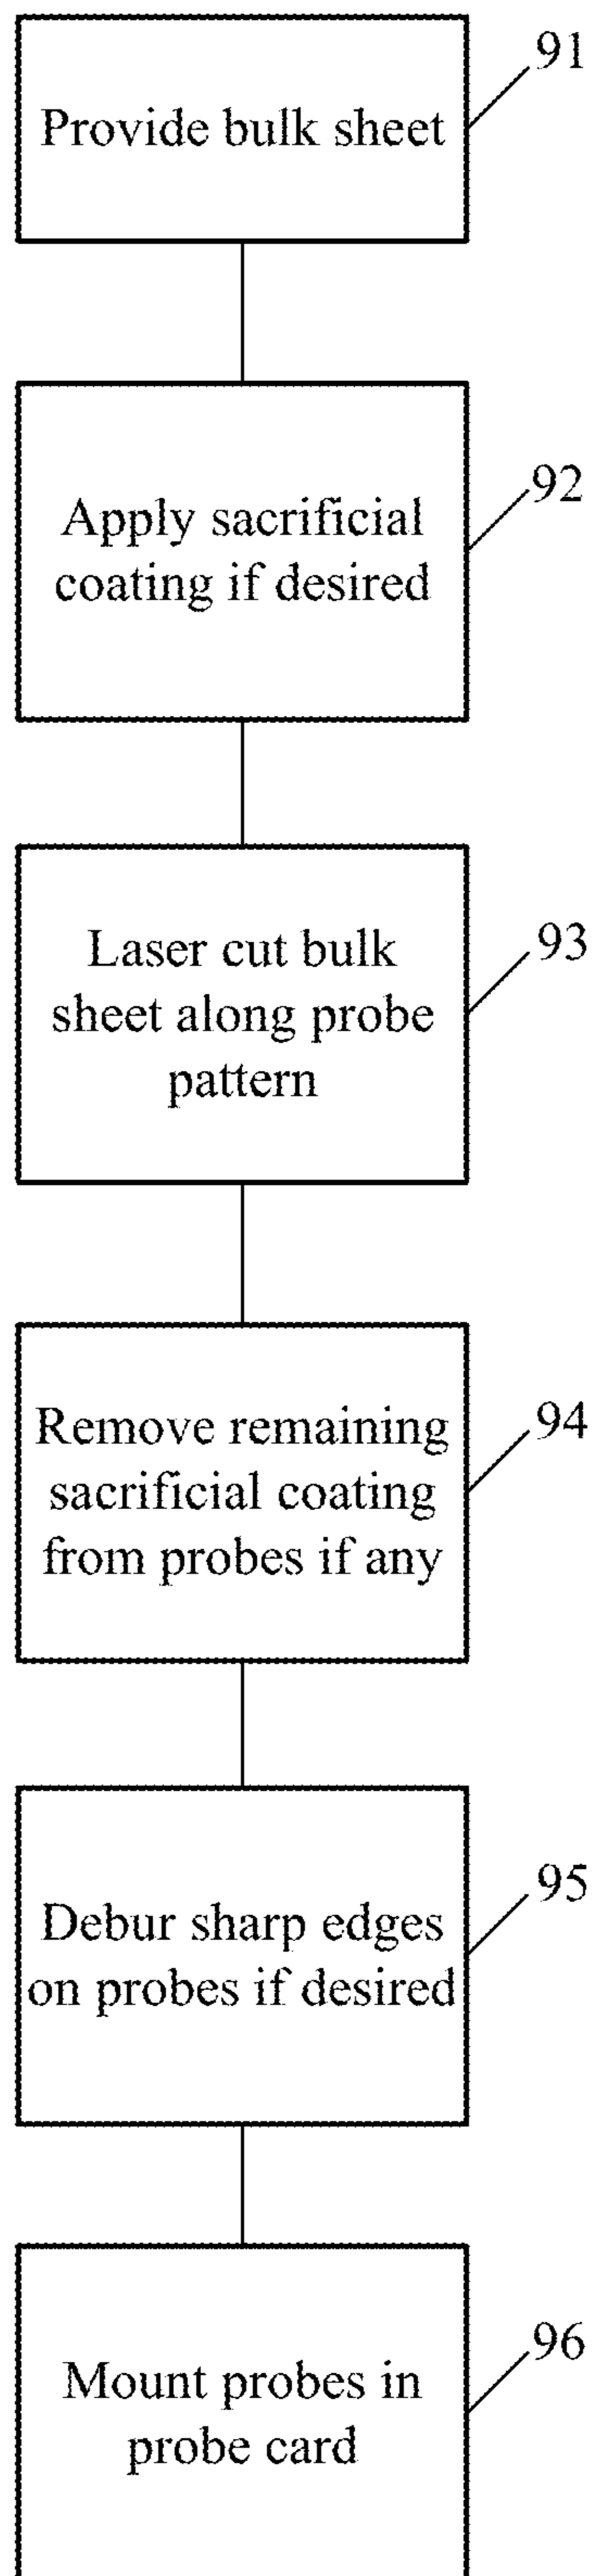 Provide bulk sheet
91
Apply sacrificial
coating if desired
92
Laser cut bulk
sheet along probe
pattern
93
Remove remaining
sacrificial coating
from probes if any
94
Debur sharp edges
on probes if desired
95
Mount probes in
probe card
96